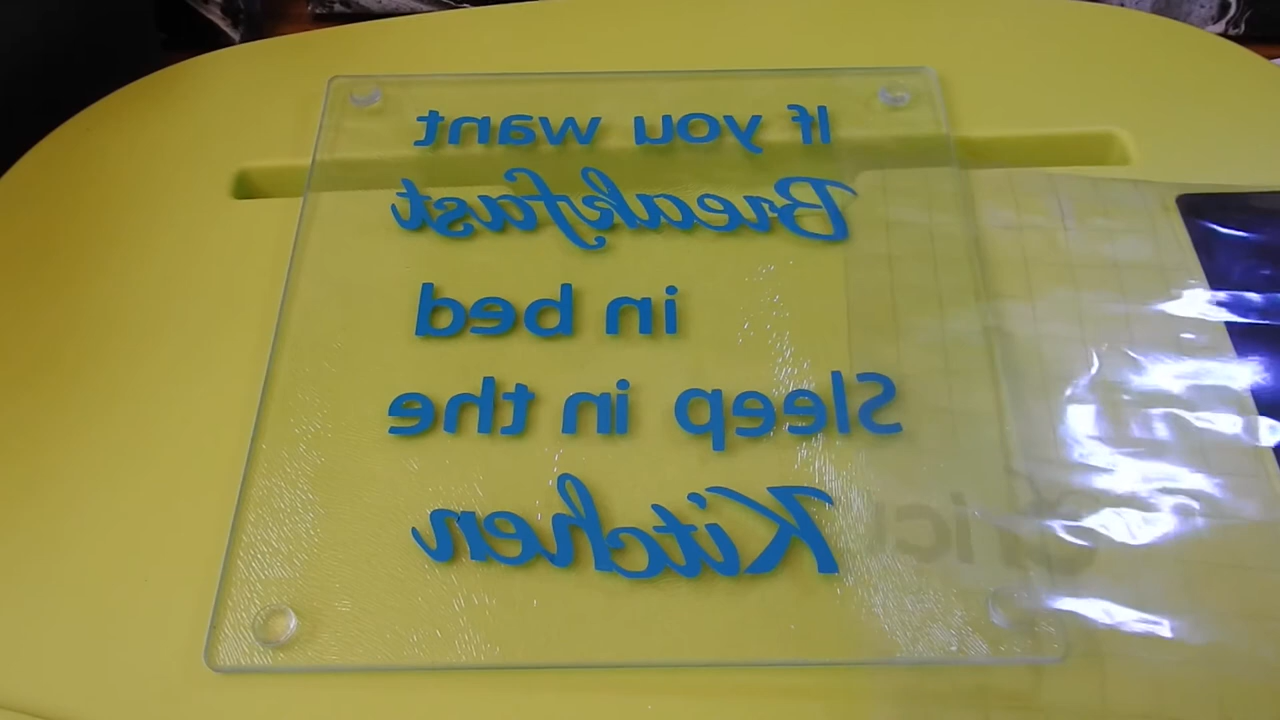 If you want
Breakfast
in bed
Sleep in the
Kitchen